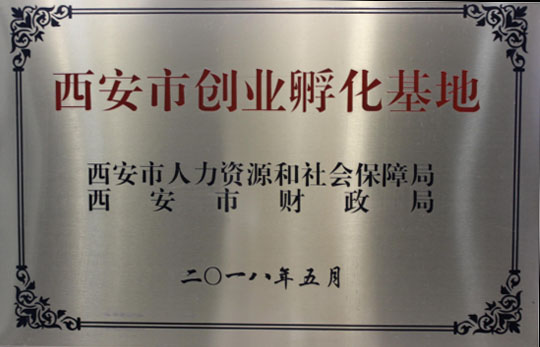 西安市创业孵化基地
西安市人力资源和社会保障局
西安市财政局
二〇一八年五月